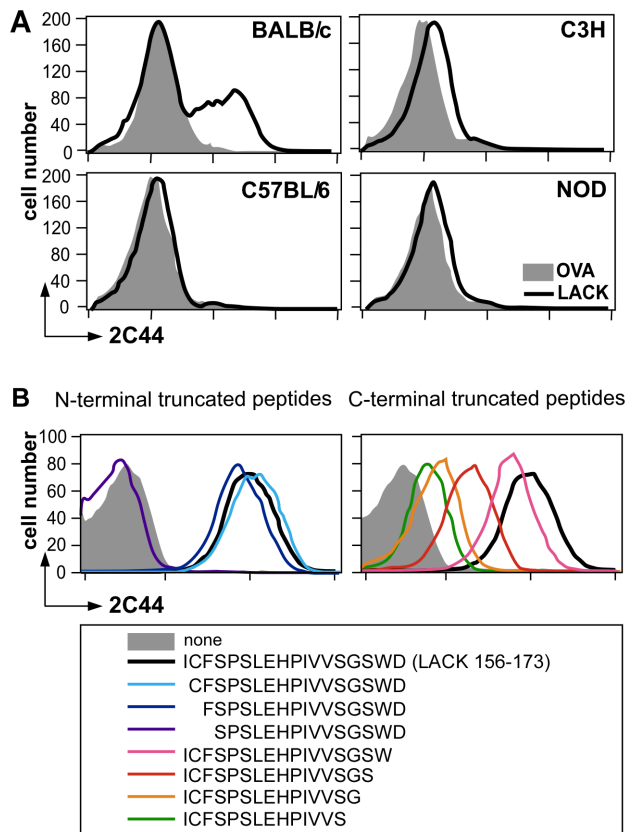 A
BALB/c
C3H
200
160
120
80
40
0
C57BL/6
NOD
200
160
120
80
40
0
cell number
OVA
LACK
2C44
B
N-terminal truncated peptides
C-terminal truncated peptides
100
80
60
40
20
0
cell number
2C44
none
ICFSPSLEHPIVVSGSWD (LACK 156-173)
CFSPSLEHPIVVSGSWD
FSPSLEHPIVVSGSWD
SPSLEHPIVVSGSWD
ICFSPSLEHPIVVSGSW
ICFSPSLEHPIVVSGS
ICFSPSLEHPIVVSG
ICFSPSLEHPIVVS